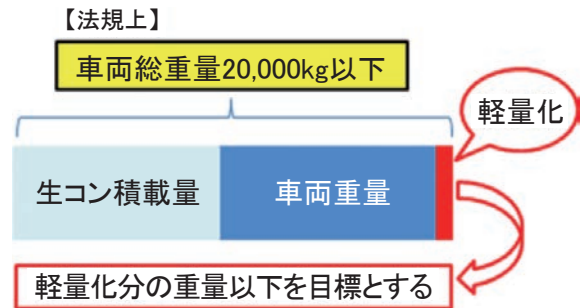 【法規上】
車両総重量20,000kg以下
軽量化
生コン積載量
車両重量
軽量化分の重量以下を目標とする